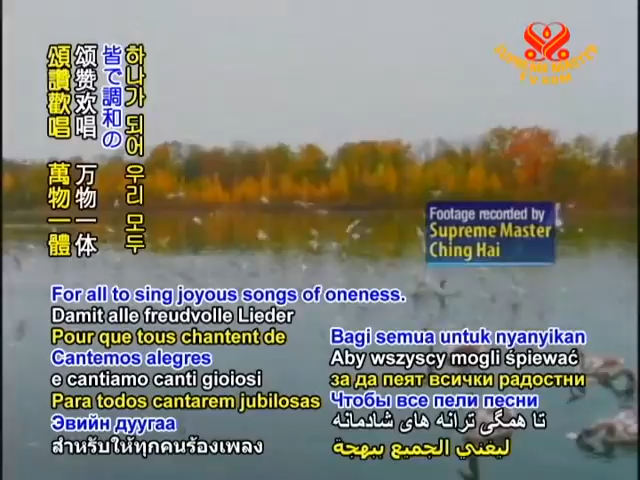 SUPREME MASTER
TV.COM
頌讚歡唱 萬物一體
颂赞欢唱 万物一体
皆で調和の
하나가 되어 우리 모두
Footage recorded by
Supreme Master
Ching Hai
For all to sing joyous songs of oneness.
Damit alle freudvolle Lieder
Pour que tous chantent de
Cantemos alegres
e cantiamo canti gioiosi
Para todos cantarem jubilosas
Эвийн дуугаа
สำหรับให้ทุกคนร้องเพลง
Bagi semua untuk nyanyikan
Aby wszyscy mogli śpiewać
за да пеят всички радостни
Чтобы все пели песни
تا همگی ترانه های شادمانه
ليغني الجميع ببهجة